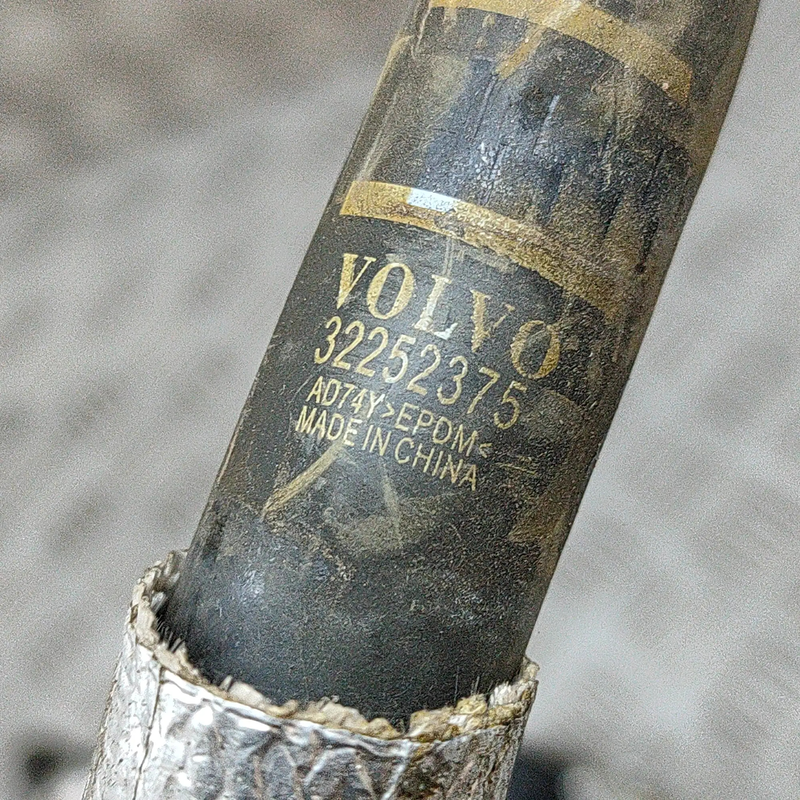 VOLVO
32252375
AD74Y>EPDM<
MADE IN CHINA